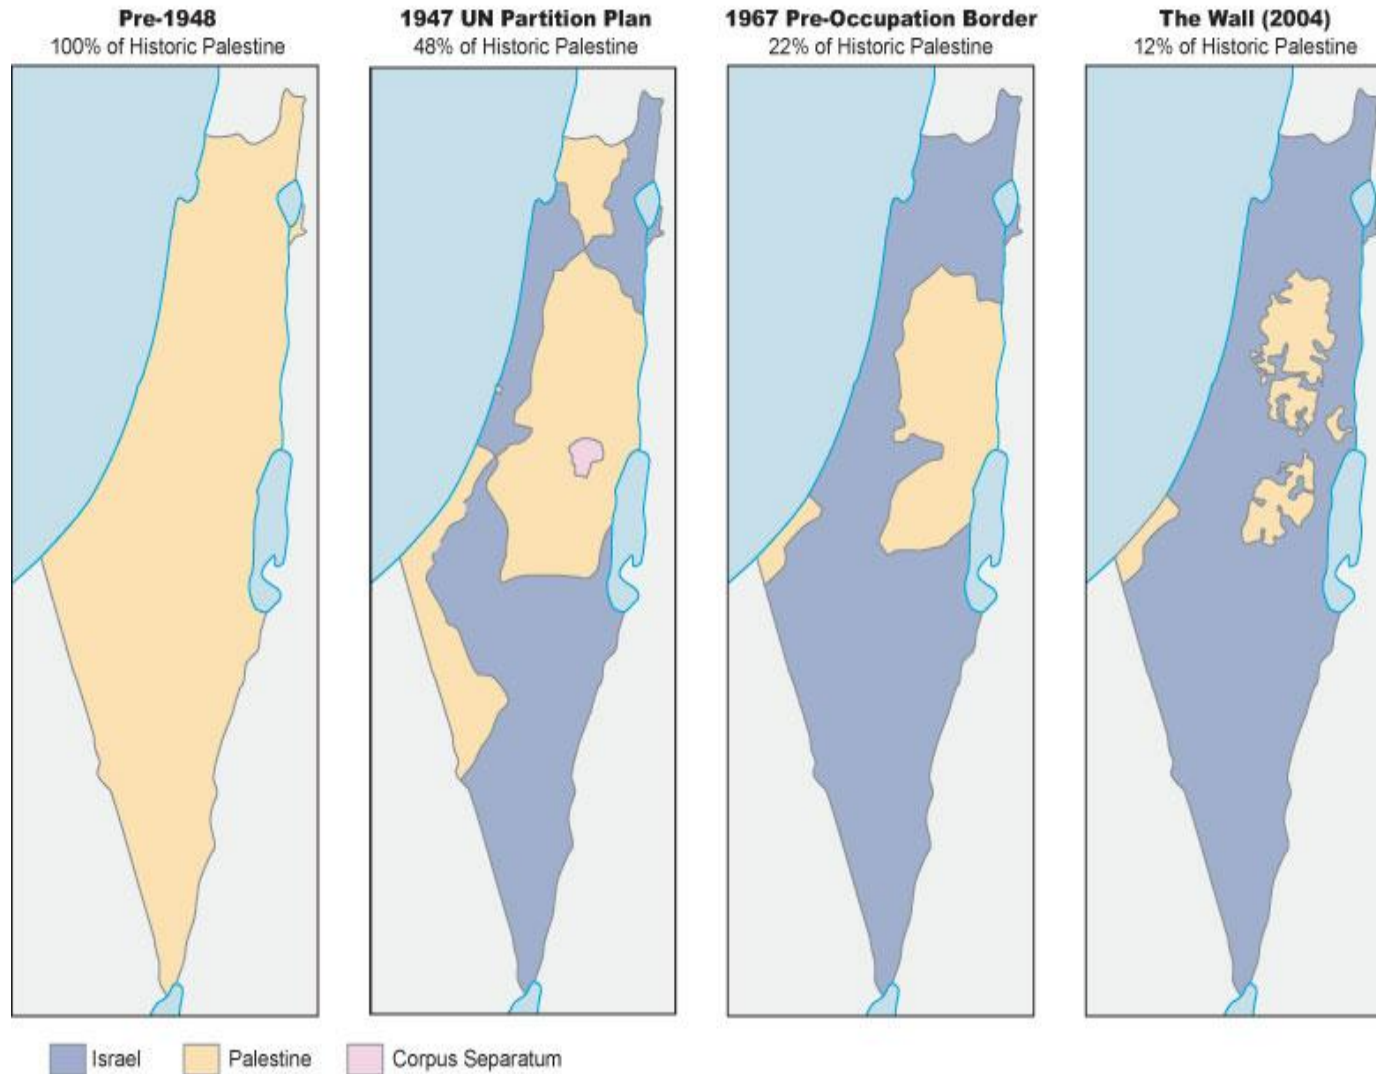 Pre-1948
100% of Historic Palestine
1947 UN Partition Plan
48% of Historic Palestine
1967 Pre-Occupation Border
22% of Historic Palestine
The Wall (2004)
12% of Historic Palestine
Israel
Palestine
Corpus Separatum